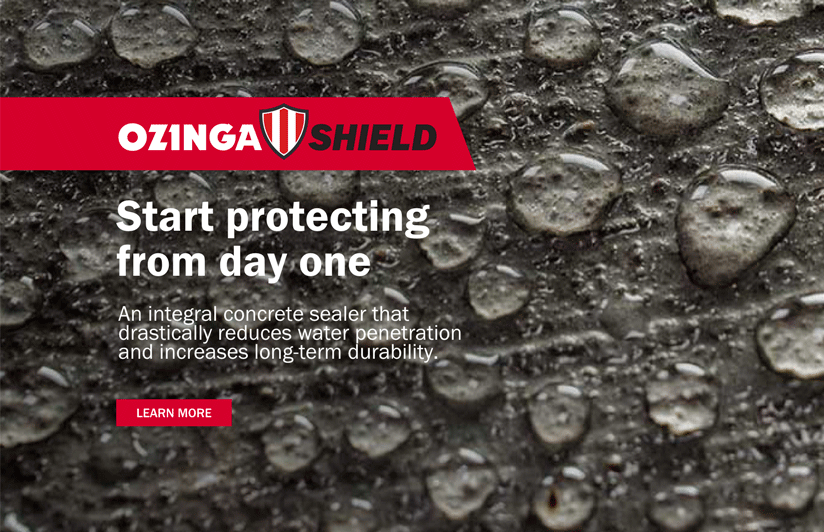 OZINGA SHIELD
Start protecting
from day one
An integral concrete sealer that
drastically reduces water penetration
and increases long-term durability.
LEARN MORE